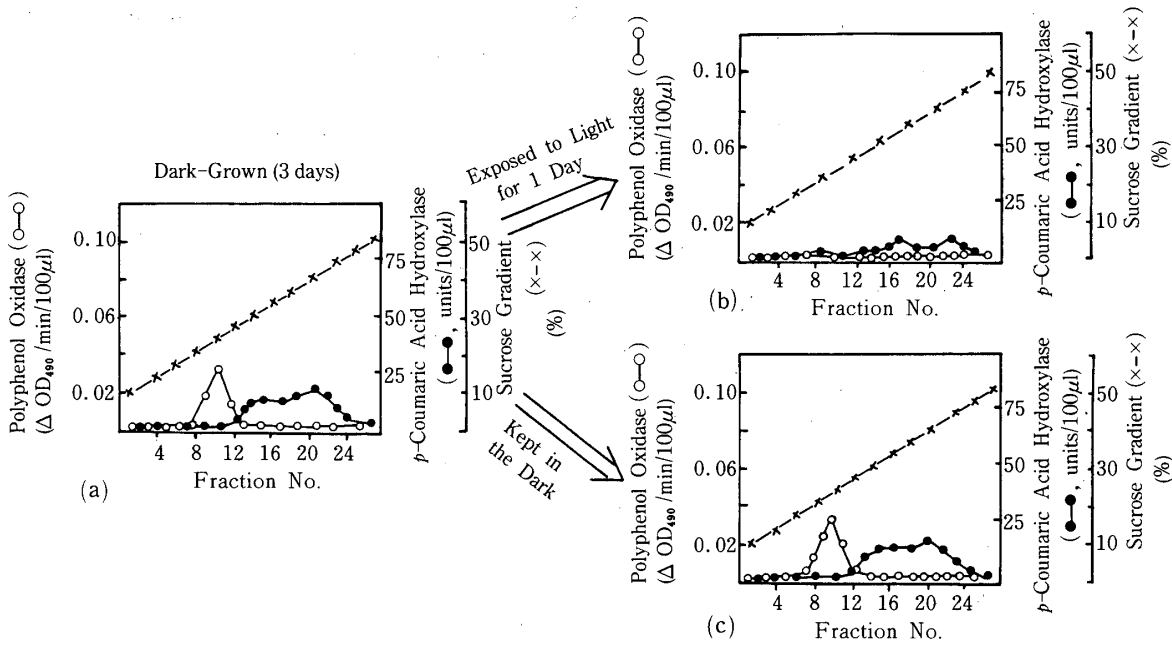 Dark-Grown (3 days)
Polyphenol Oxidase (○–○)
(Δ OD₄₉₀ /min/100μl)
0.10
0.06
0.02
4 8 12 16 20 24
Fraction No.
(a)
75
50
25
p-Coumaric Acid Hydroxylase
(●–●, units/100μl)
50
30
10
Sucrose Gradient (×-×)
(%)
Exposed to Light
for 1 Day
Kept in
the Dark
Polyphenol Oxidase (○–○)
(Δ OD₄₉₀ /min/100μl)
0.10
0.06
0.02
4 8 12 16 20 24
Fraction No.
(b)
75
50
25
p-Coumaric Acid Hydroxylase
(●–●, units/100μl)
50
30
10
Sucrose Gradient (×-×)
(%)
Polyphenol Oxidase (○–○)
(Δ OD₄₉₀ /min/100μl)
0.10
0.06
0.02
4 8 12 16 20 24
Fraction No.
(c)
75
50
25
p-Coumaric Acid Hydroxylase
(●–●, units/100μl)
50
30
10
Sucrose Gradient (×-×)
(%)